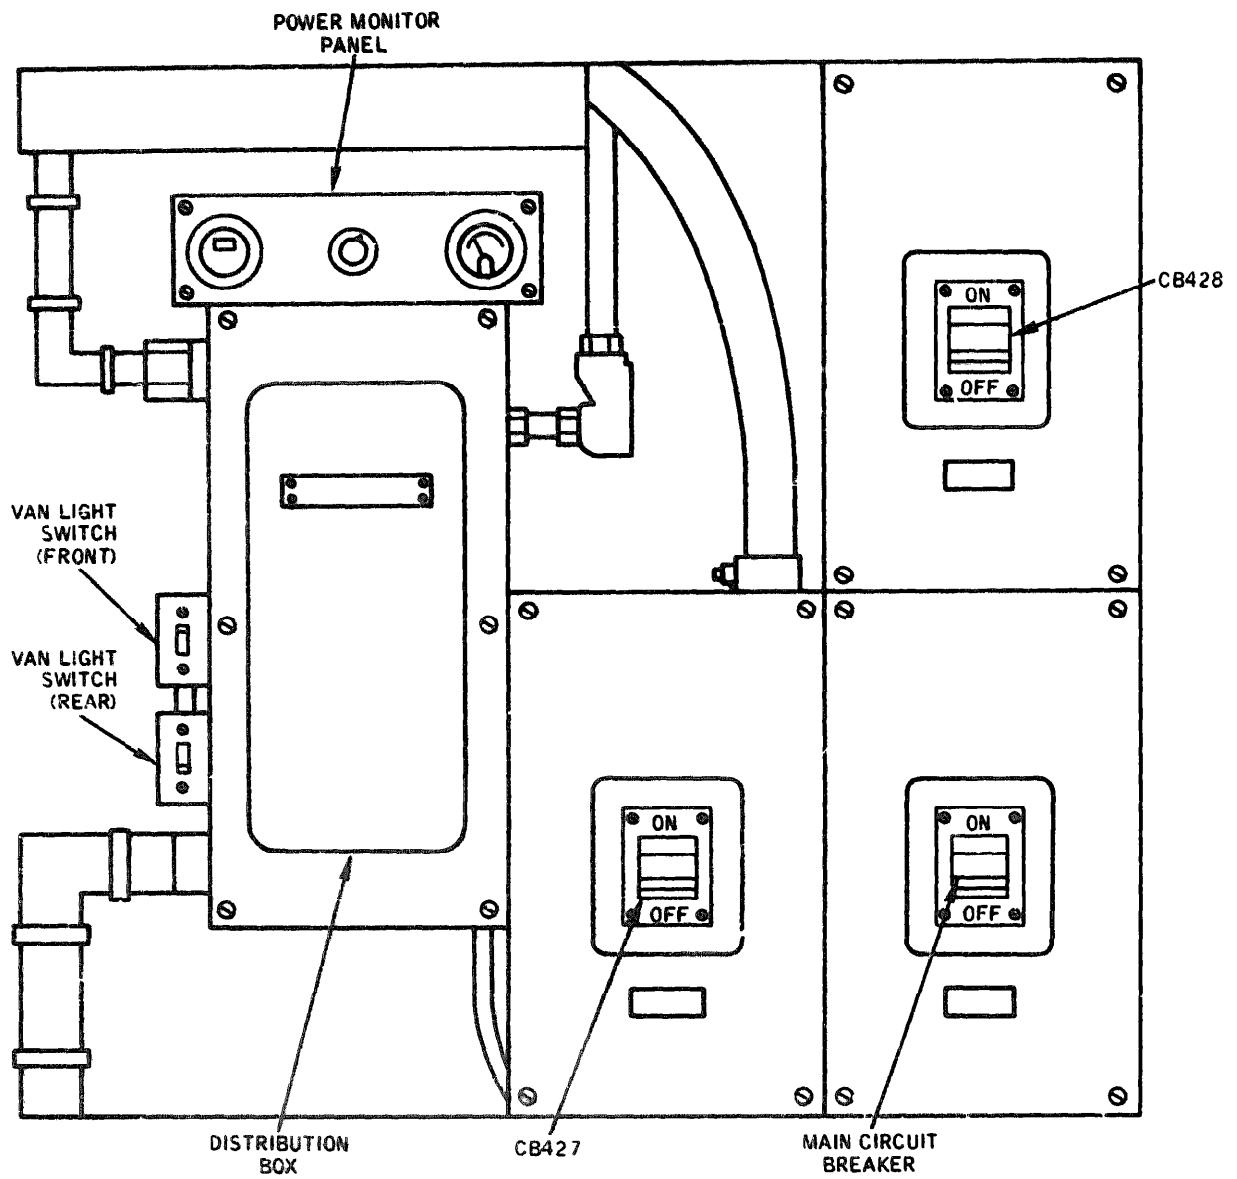 POWER MONITOR
PANEL
ON
CB428
OFF
VAN LIGHT
SWITCH
(FRONT)
VAN LIGHT
SWITCH
(REAR)
ON
OFF
ON
OFF
DISTRIBUTION
BOX
CB427
MAIN CIRCUIT
BREAKER